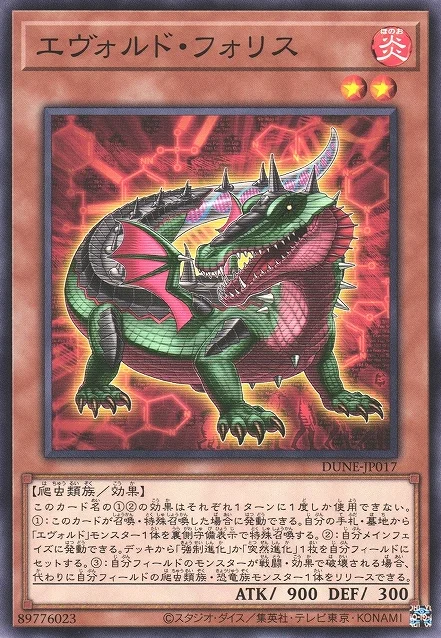 エヴォルド・フォリス
ほのお
炎
DUNE-JP017
【爬虫類族／効果】
このカード名の①②の効果はそれぞれ１ターンに１度しか使用できない。
①：このカードが召喚・特殊召喚した場合に発動できる。自分の手札・墓地から
「エヴォルド」モンスター１体を裏側守備表示で特殊召喚する。②：自分メインフェ
イズに発動できる。デッキから「強制進化」か「突然進化」１枚を自分フィールドに
セットする。③：自分フィールドのモンスターが戦闘・効果で破壊される場合、
代わりに自分フィールドの爬虫類族・恐竜族モンスター１体をリリースできる。
ATK/ 900 DEF/ 300
89776023
©スタジオ・ダイス／集英社・テレビ東京・KONAMI